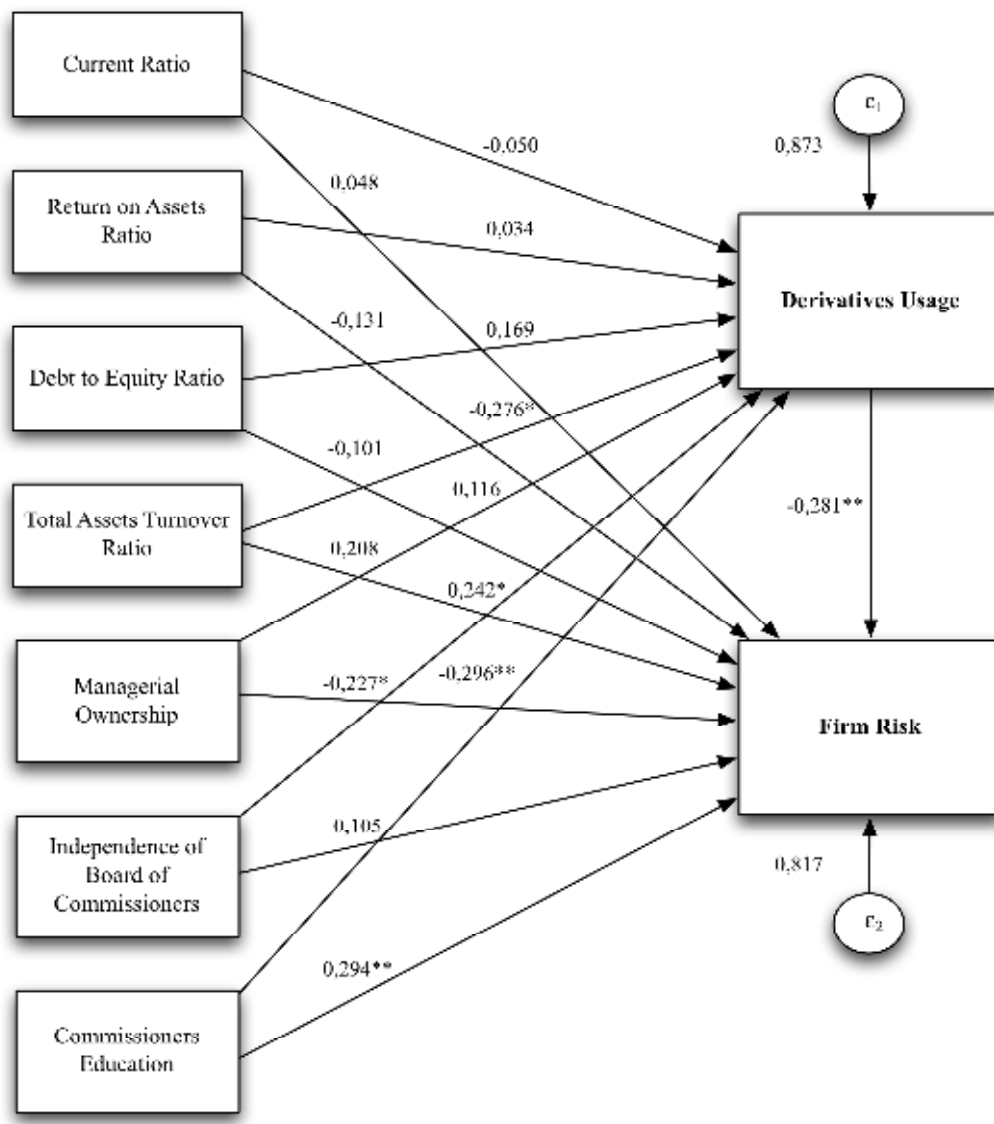 Current Ratio
ε₁
-0,050
0,873
0,048
Return on Assets
Ratio
0,034
Derivatives Usage
-0,131
0,169
Debt to Equity Ratio
-0,276*
-0,101
0,116
-0,281**
Total Assets Turnover
Ratio
0,208
0,242*
-0,296**
-0,227*
Managerial
Ownership
Firm Risk
0,105
Independence of
Board of
Commissioners
0,817
ε₂
0,294**
Commissioners
Education